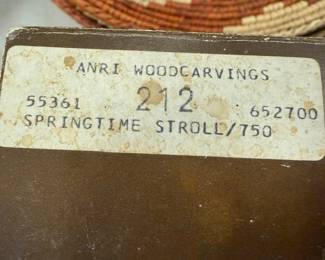 ANRI WOODCARVINGS
55361 212 652700
SPRINGTIME STROLL/750